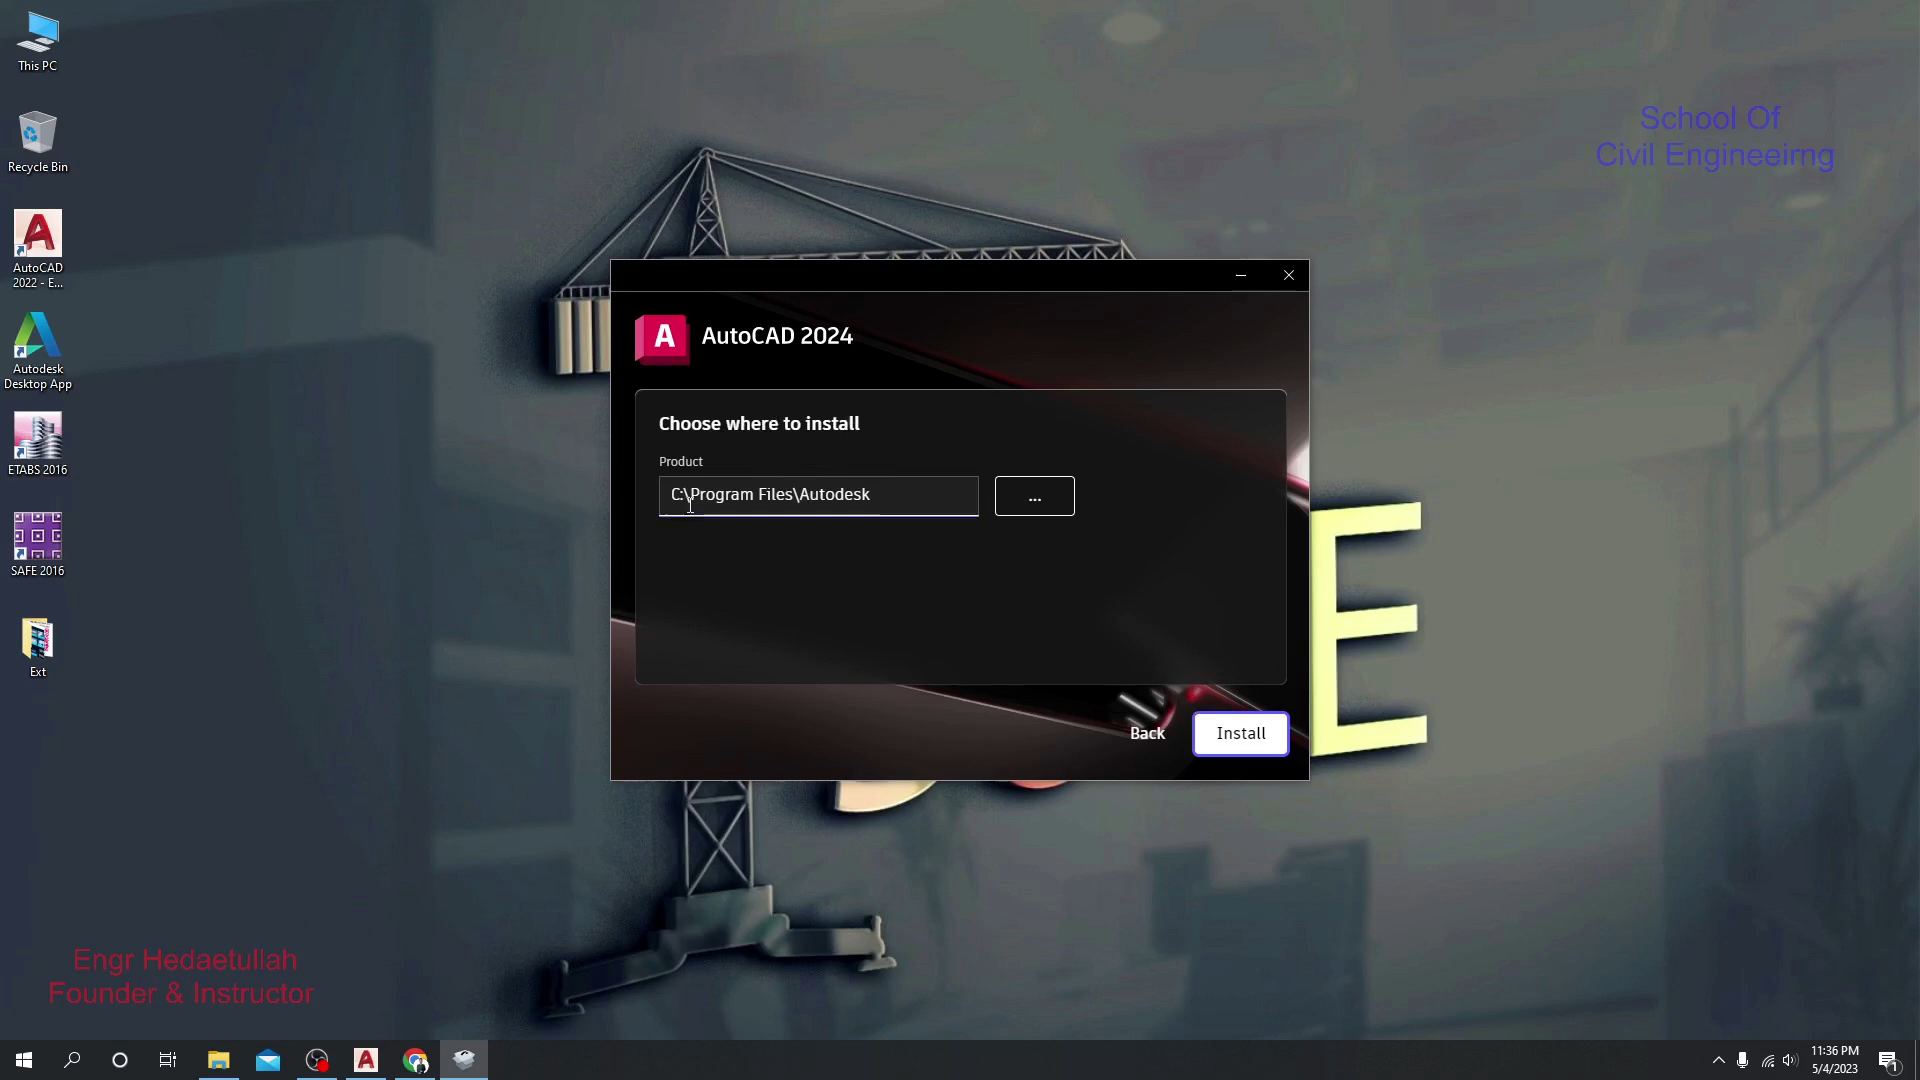 This PC
Recycle Bin
AutoCAD
2022 - E...
Autodesk
Desktop App
ETABS 2016
SAFE 2016
Ext
School Of
Civil Engineeirng
A AutoCAD 2024
Choose where to install
Product
C:\Program Files\Autodesk
...
Back
Install
E
Engr Hedaetullah
Founder & Instructor
11:36 PM
5/4/2023
1